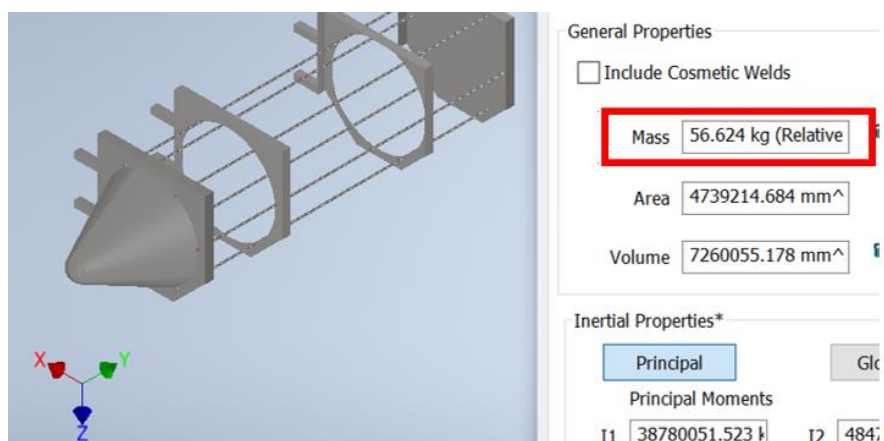 General Properties
Include Cosmetic Welds
Mass 56.624 kg (Relative
Area 4739214.684 mm^
Volume 7260055.178 mm^
Inertial Properties*
Principal
Principal Moments
I1 38780051.523 I2 484
X Y
Z